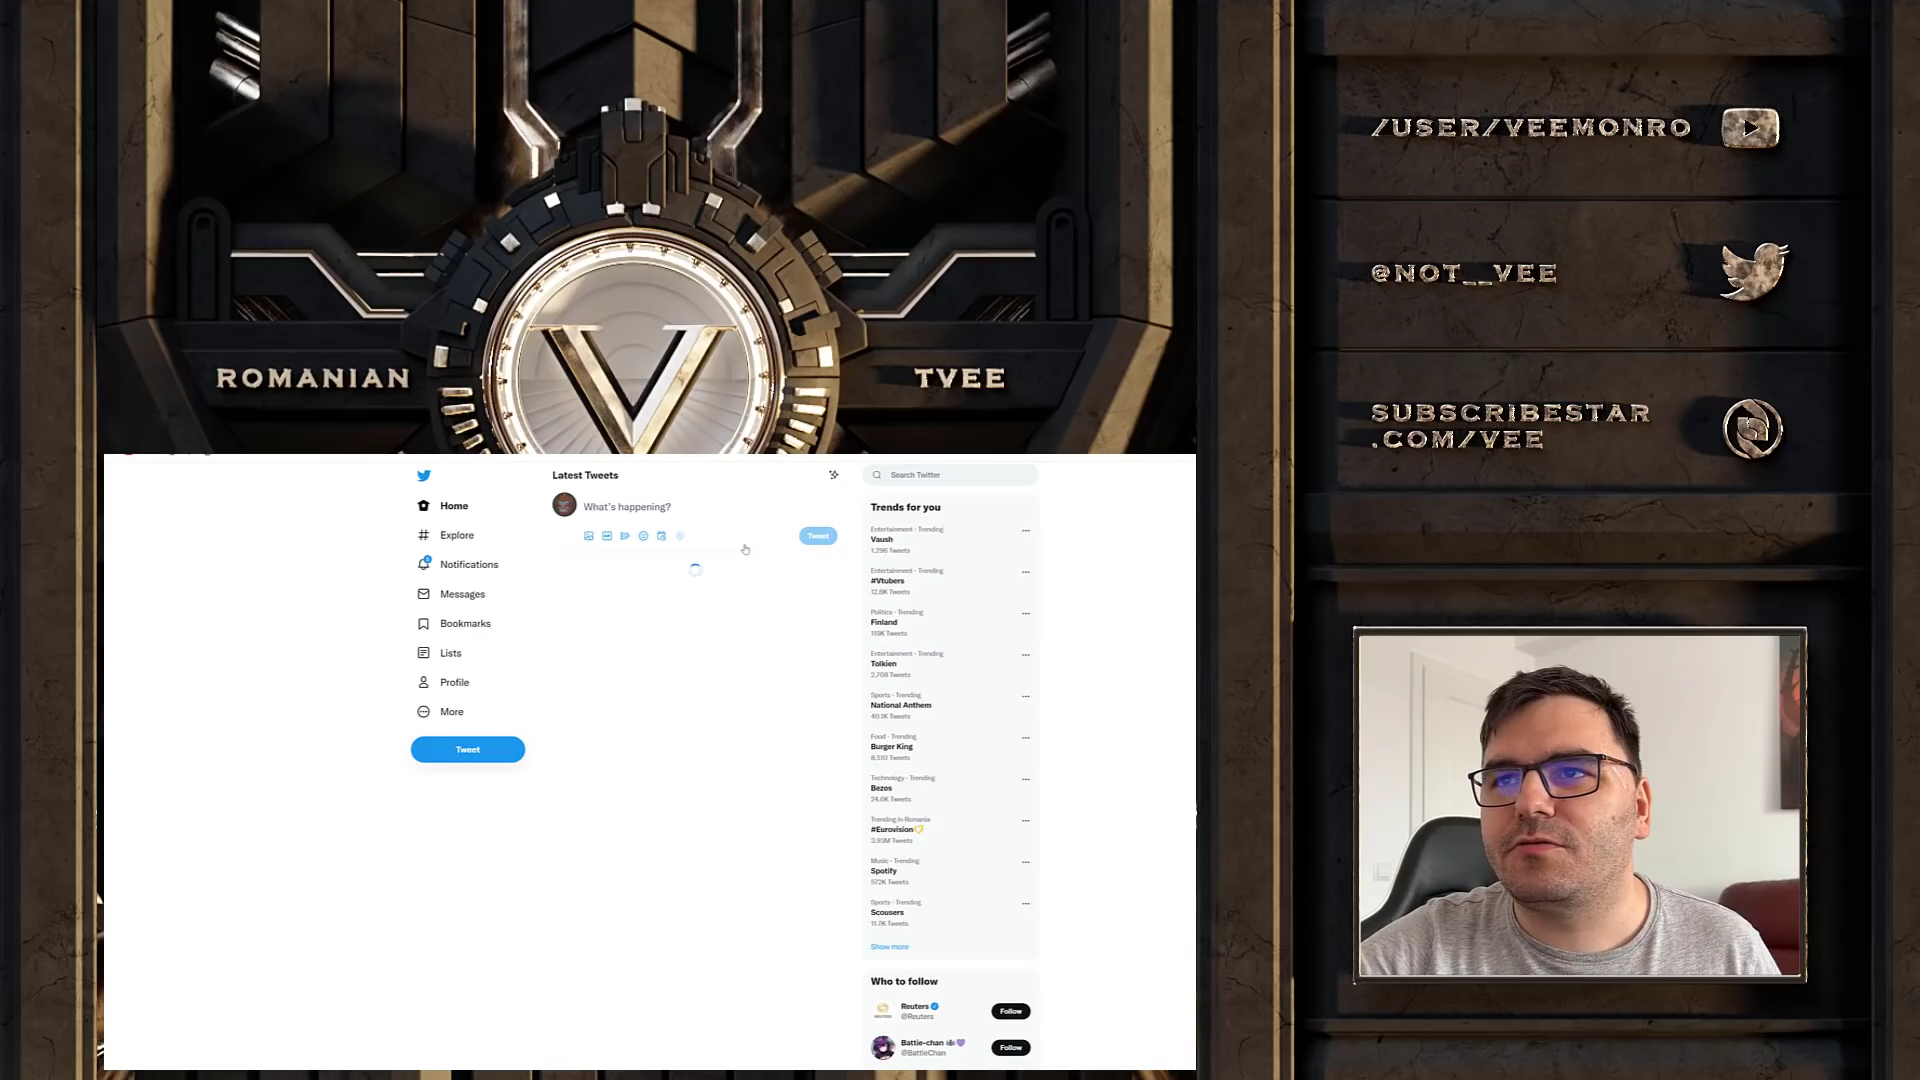 /USER/VEEMONRO
@NOT__VEE
SUBSCRIBESTAR
.COM/VEE
ROMANIAN
V
TVEE
Latest Tweets
What's happening?
Tweet
Home
Explore
Notifications
Messages
Bookmarks
Lists
Profile
More
Tweet
Search Twitter
Trends for you
Entertainment · Trending
Vaush
1,296 Tweets
Entertainment · Trending
#Vtubers
12.8K Tweets
Politics · Trending
Finland
119K Tweets
Entertainment · Trending
Tolkien
2,708 Tweets
Sports · Trending
National Anthem
40.1K Tweets
Food · Trending
Burger King
8,510 Tweets
Technology · Trending
Bezos
24.6K Tweets
Trending in Romania
#Eurovision
3.93M Tweets
Music · Trending
Spotify
572K Tweets
Sports · Trending
Scousers
11.7K Tweets
Show more
Who to follow
Reuters
@Reuters
Follow
Battie-chan
@BattieChan
Follow